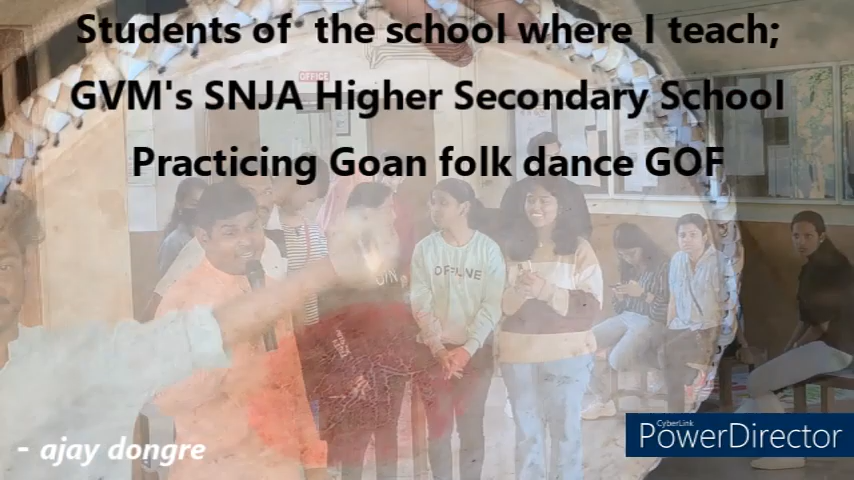 Students of the school where I teach;
GVM's SNJA Higher Secondary School
Practicing Goan folk dance GOF
OFFICE
OFFLINE
- ajay dongre
CyberLink
PowerDirector